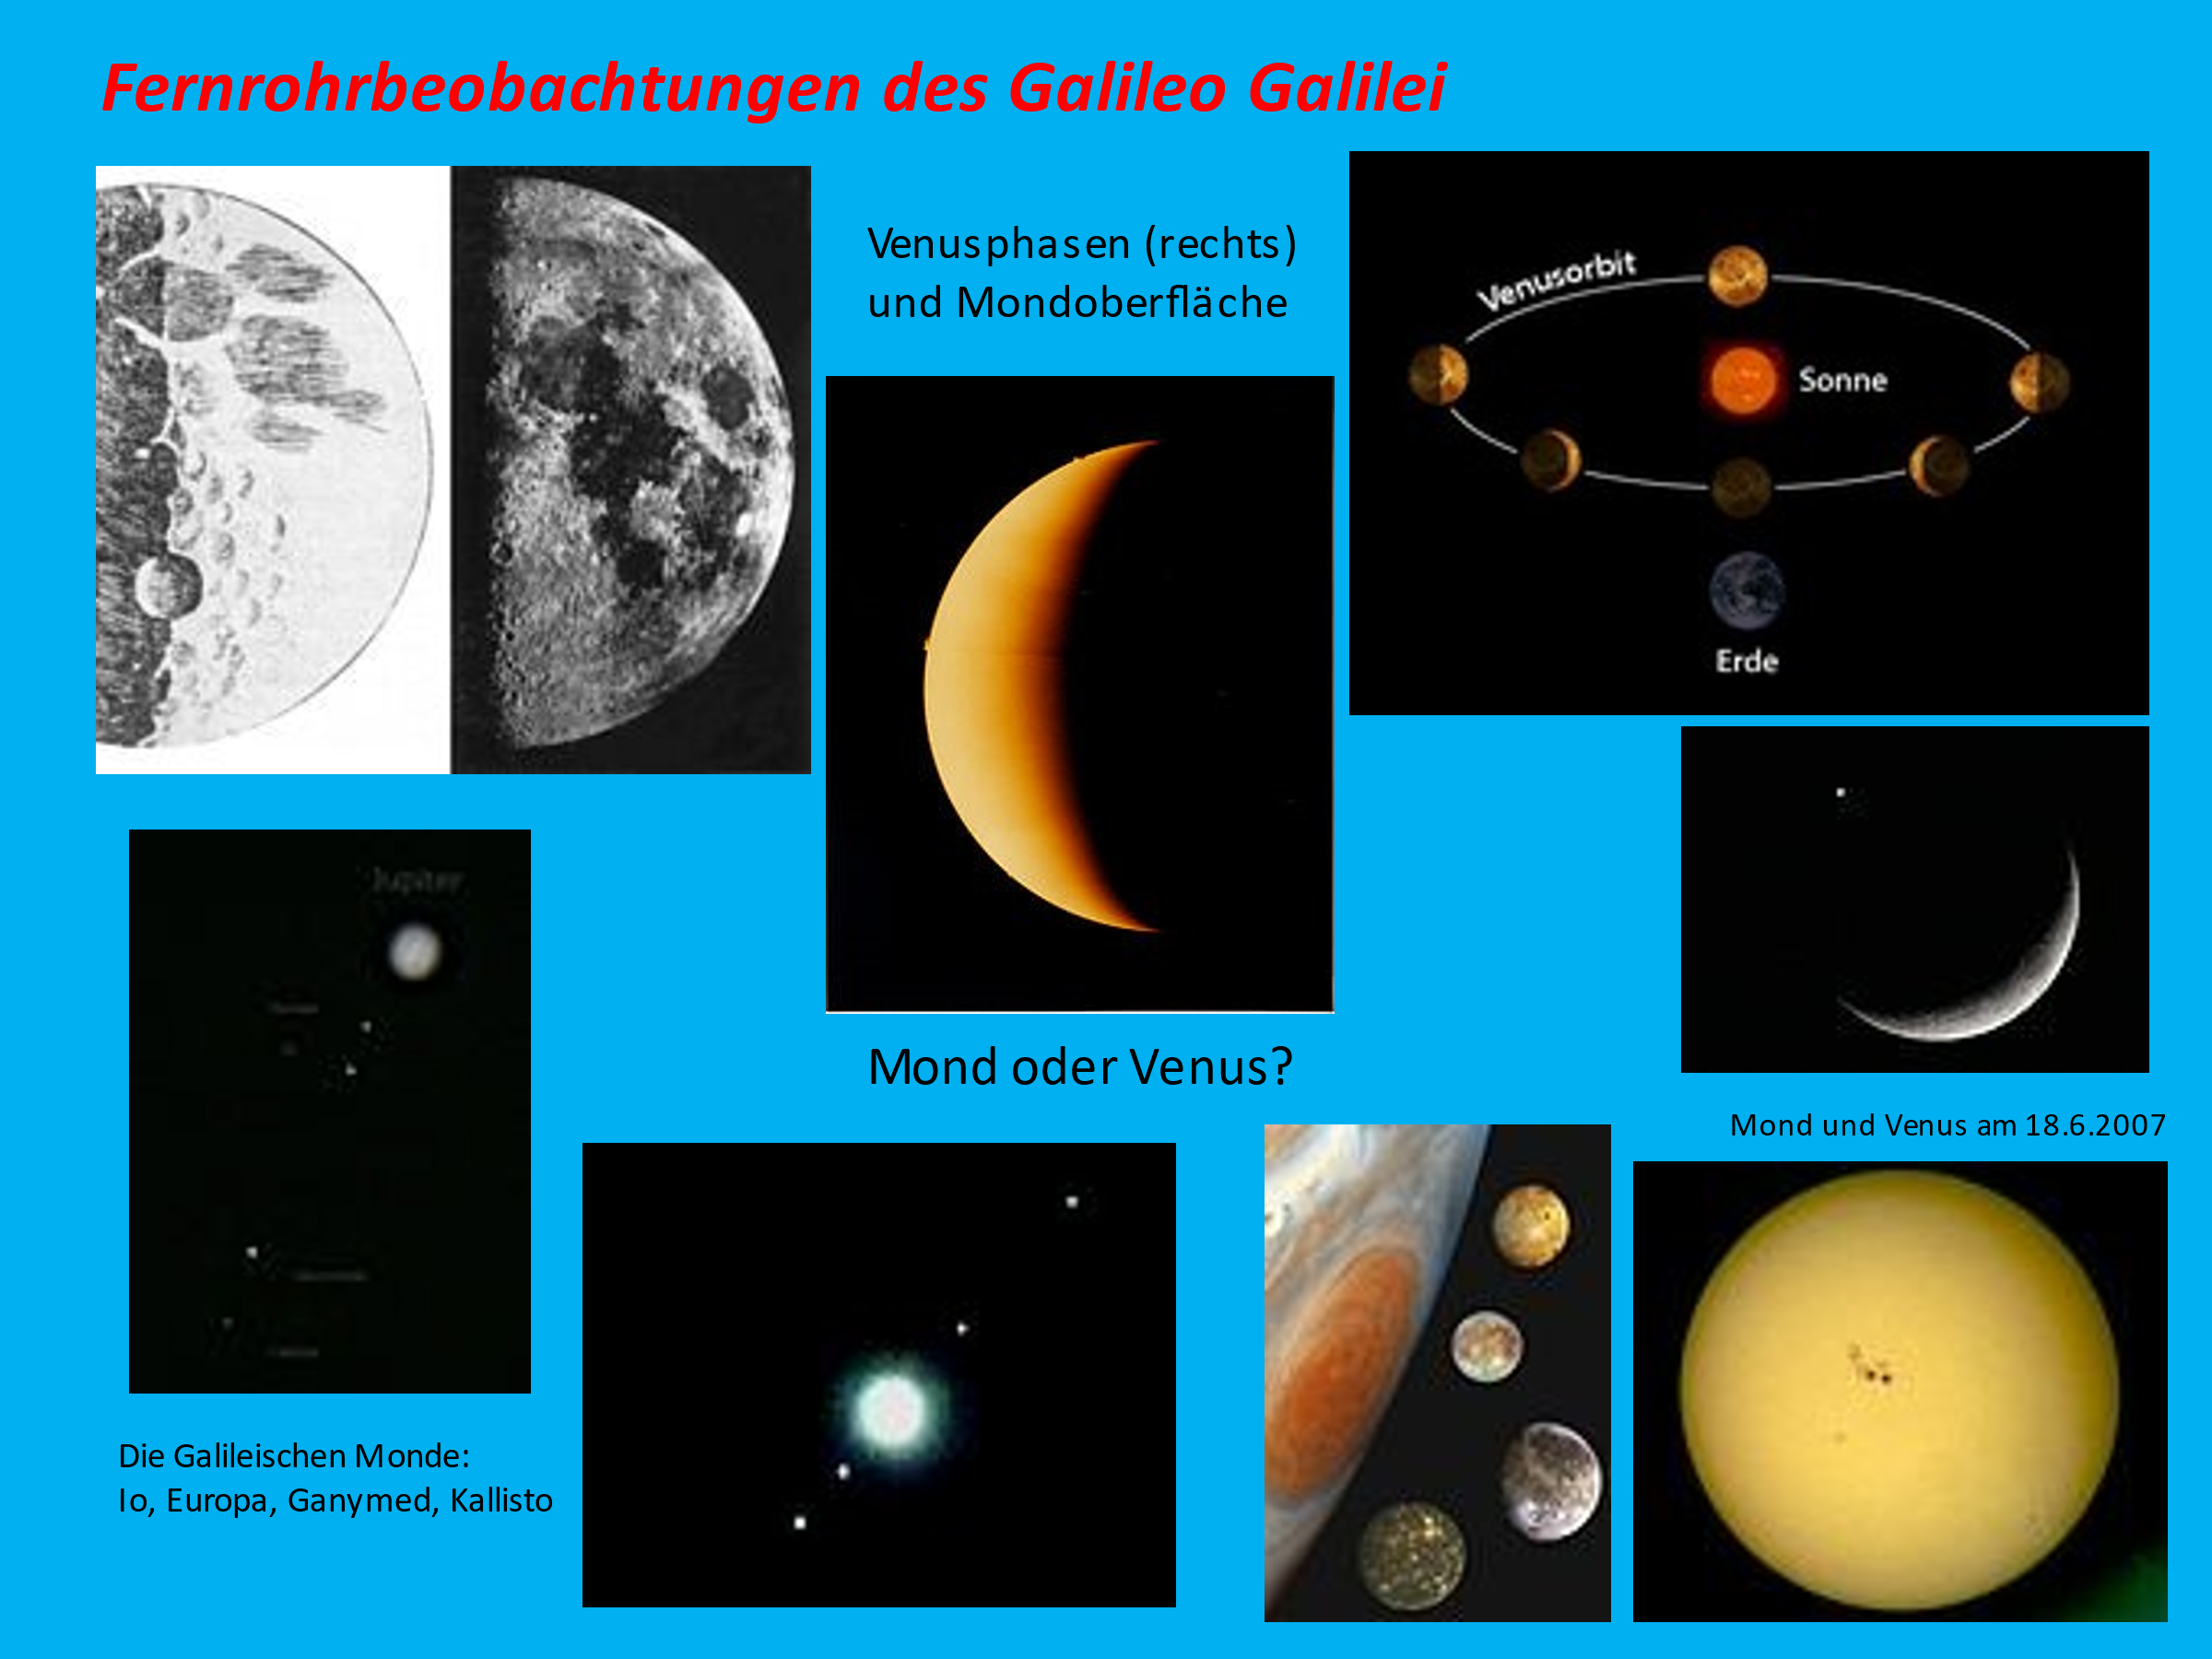 Fernrohrbeobachtungen des Galileo Galilei
Venusphasen (rechts)
und Mondoberfläche
Venusorbit
Sonne
Erde
Jupiter
Mond oder Venus?
Mond und Venus am 18.6.2007
Die Galileischen Monde:
Io, Europa, Ganymed, Kallisto